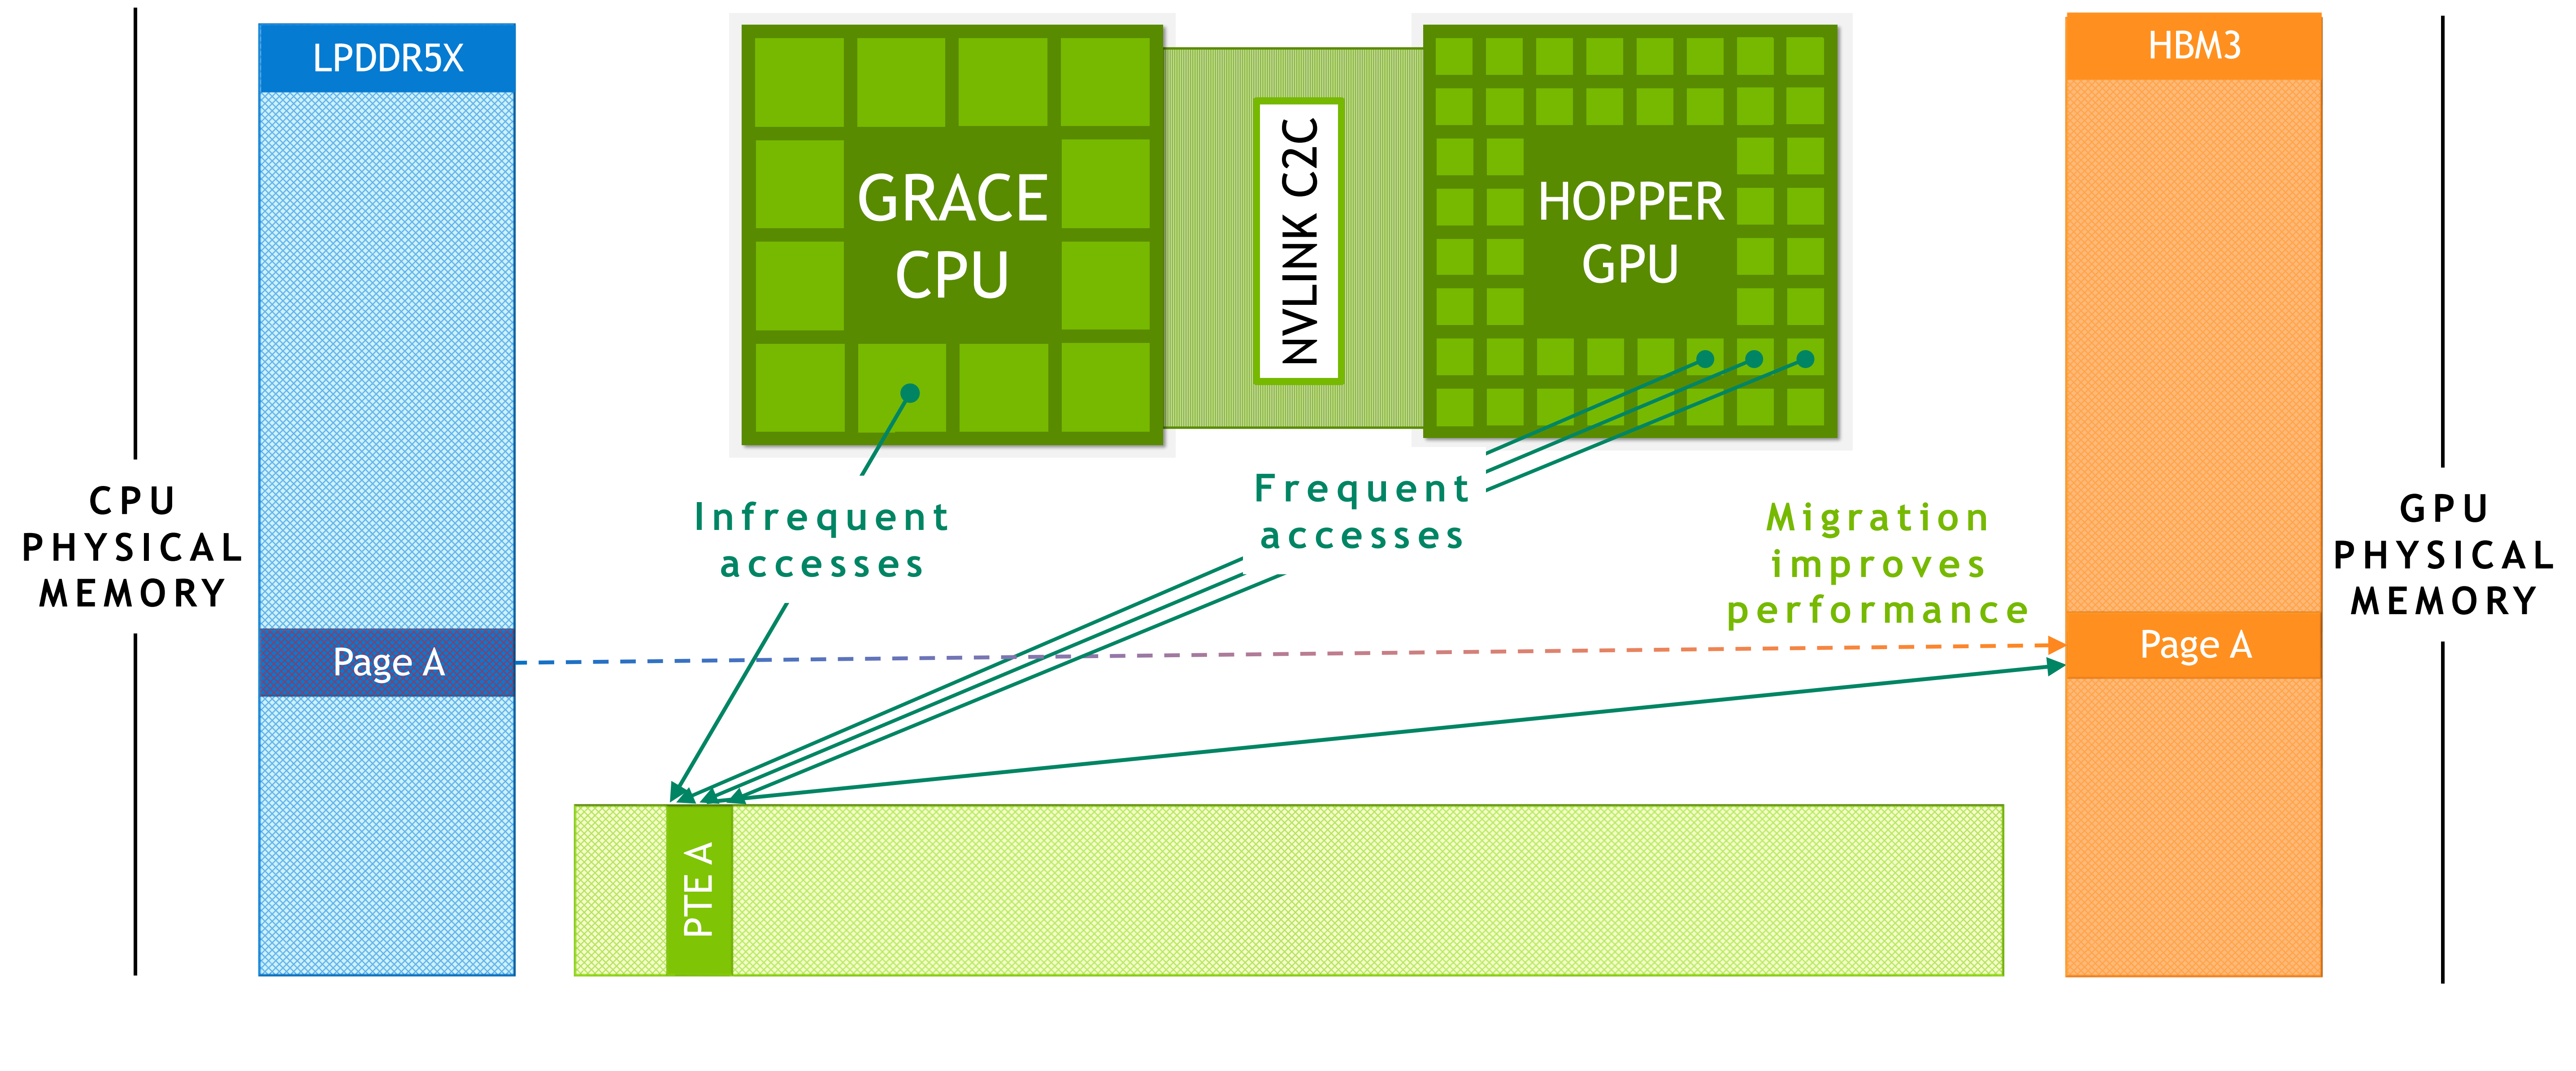 LPDDR5X
GRACE
CPU
NVLINK C2C
HOPPER
GPU
HBM3
CPU
PHYSICAL
MEMORY
Infrequent
accesses
Frequent
accesses
Migration
improves
performance
GPU
PHYSICAL
MEMORY
Page A
Page A
PTE A